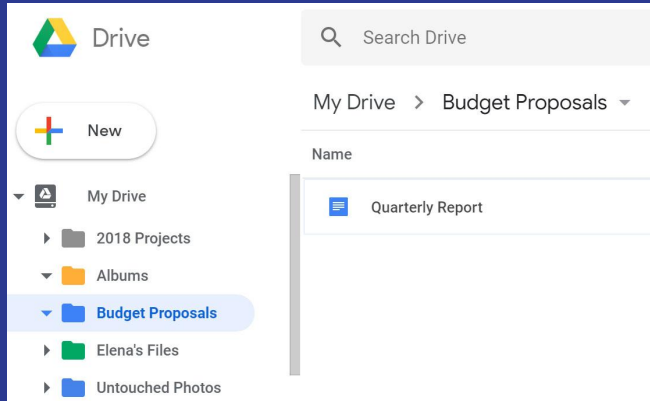 Drive
Search Drive
My Drive > Budget Proposals
New
Name
My Drive
Quarterly Report
2018 Projects
Albums
Budget Proposals
Elena's Files
Untouched Photos